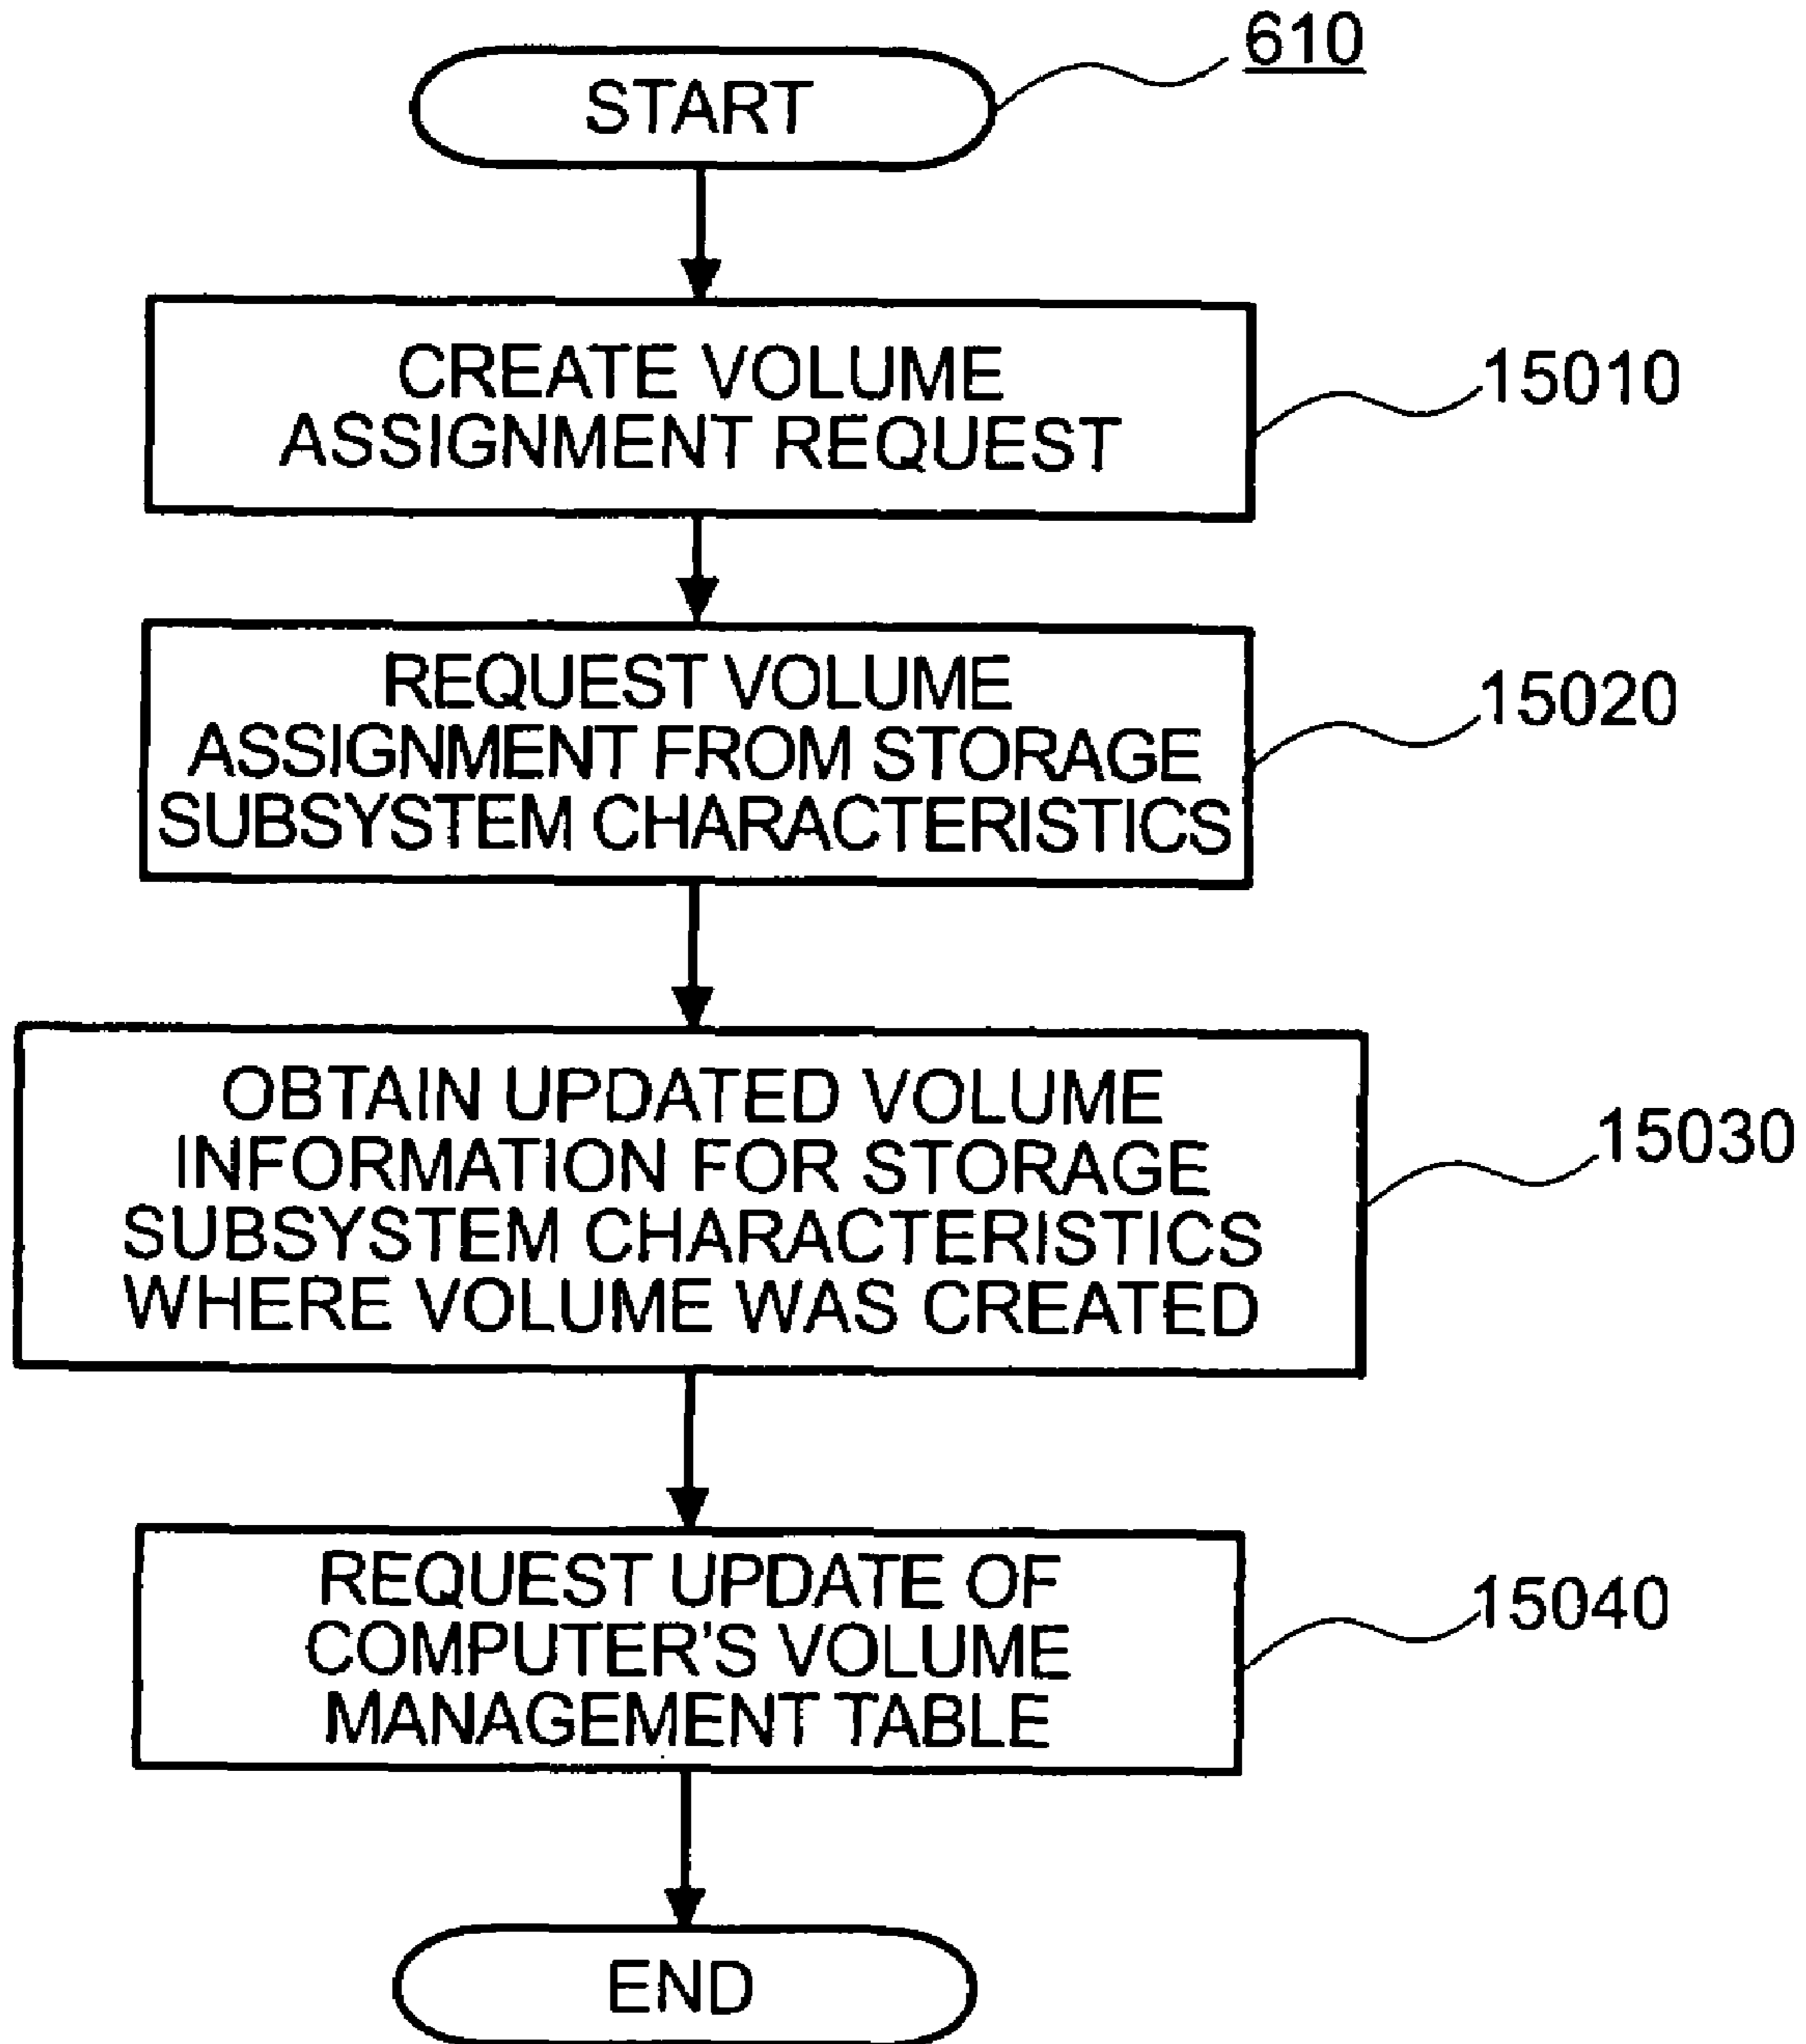 610
START
CREATE VOLUME
ASSIGNMENT REQUEST
15010
REQUEST VOLUME
ASSIGNMENT FROM STORAGE
SUBSYSTEM CHARACTERISTICS
15020
OBTAIN UPDATED VOLUME
INFORMATION FOR STORAGE
SUBSYSTEM CHARACTERISTICS
WHERE VOLUME WAS CREATED
15030
REQUEST UPDATE OF
COMPUTER'S VOLUME
MANAGEMENT TABLE
15040
END